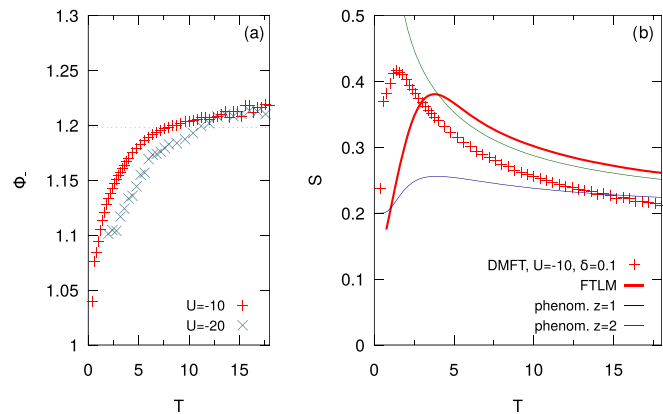 (a)
1.3
1.25
1.2
1.15
1.1
1.05
1
Φ-
U=-10
U=-20
0 5 10 15
T
(b)
0.5
0.4
0.3
0.2
0.1
0
S
DMFT, U=-10, δ=0.1
FTLM
phenom. z=1
phenom. z=2
0 5 10 15
T